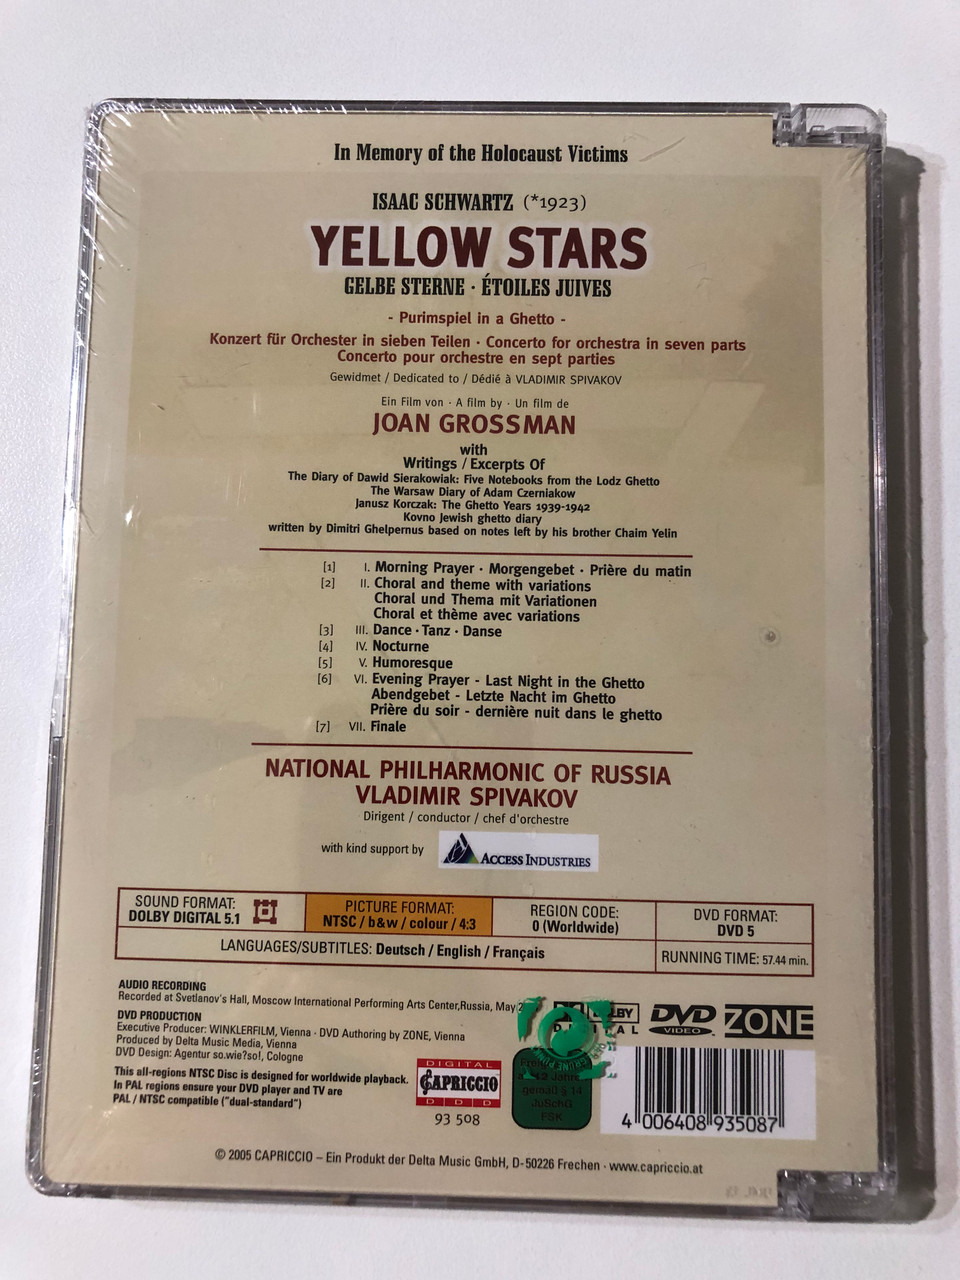 In Memory of the Holocaust Victims
ISAAC SCHWARTZ (*1923)
YELLOW STARS
GELBE STERNE · ÉTOILES JUIVES
- Purimspiel in a Ghetto -
Konzert für Orchester in sieben Teilen · Concerto for orchestra in seven parts
Concerto pour orchestre en sept parties
Gewidmet / Dedicated to / Dédié à VLADIMIR SPIVAKOV
Ein Film von · A film by · Un film de
JOAN GROSSMAN
with
Writings / Excerpts Of
The Diary of Dawid Sierakowiak: Five Notebooks from the Lodz Ghetto
The Warsaw Diary of Adam Czerniakow
Janusz Korczak: The Ghetto Years 1939-1942
Kovno Jewish ghetto diary
written by Dimitri Ghelpernus based on notes left by his brother Chaim Yelin
[1] I. Morning Prayer · Morgengebet · Prière du matin
[2] II. Choral and theme with variations
Choral und Thema mit Variationen
Choral et thème avec variations
[3] III. Dance · Tanz · Danse
[4] IV. Nocturne
[5] V. Humoresque
[6] VI. Evening Prayer - Last Night in the Ghetto
Abendgebet - Letzte Nacht im Ghetto
Prière du soir - dernière nuit dans le ghetto
[7] VII. Finale
NATIONAL PHILHARMONIC OF RUSSIA
VLADIMIR SPIVAKOV
Dirigent / conductor / chef d'orchestre
with kind support by ACCESS INDUSTRIES
SOUND FORMAT:
DOLBY DIGITAL 5.1
PICTURE FORMAT:
NTSC / b&w / colour / 4:3
REGION CODE:
0 (Worldwide)
DVD FORMAT:
DVD 5
LANGUAGES/SUBTITLES: Deutsch / English / Français
RUNNING TIME: 57.44 min.
AUDIO RECORDING
Recorded at Svetlanov's Hall, Moscow International Performing Arts Center,Russia, May
DVD PRODUCTION
Executive Producer: WINKLERFILM, Vienna · DVD Authoring by ZONE, Vienna
Produced by Delta Music Media, Vienna
DVD Design: Agentur so.wie?so!, Cologne
This all-regions NTSC Disc is designed for worldwide playback.
In PAL regions ensure your DVD player and TV are
PAL / NTSC compatible ("dual-standard")
DIGITAL
CAPRICCIO
DVD
93 508
DVD
VIDEO
ZONE
12 Jahre
gemäß § 14
JuSchG
FSK
4 006408 935087
© 2005 CAPRICCIO – Ein Produkt der Delta Music GmbH, D-50226 Frechen · www.capriccio.at